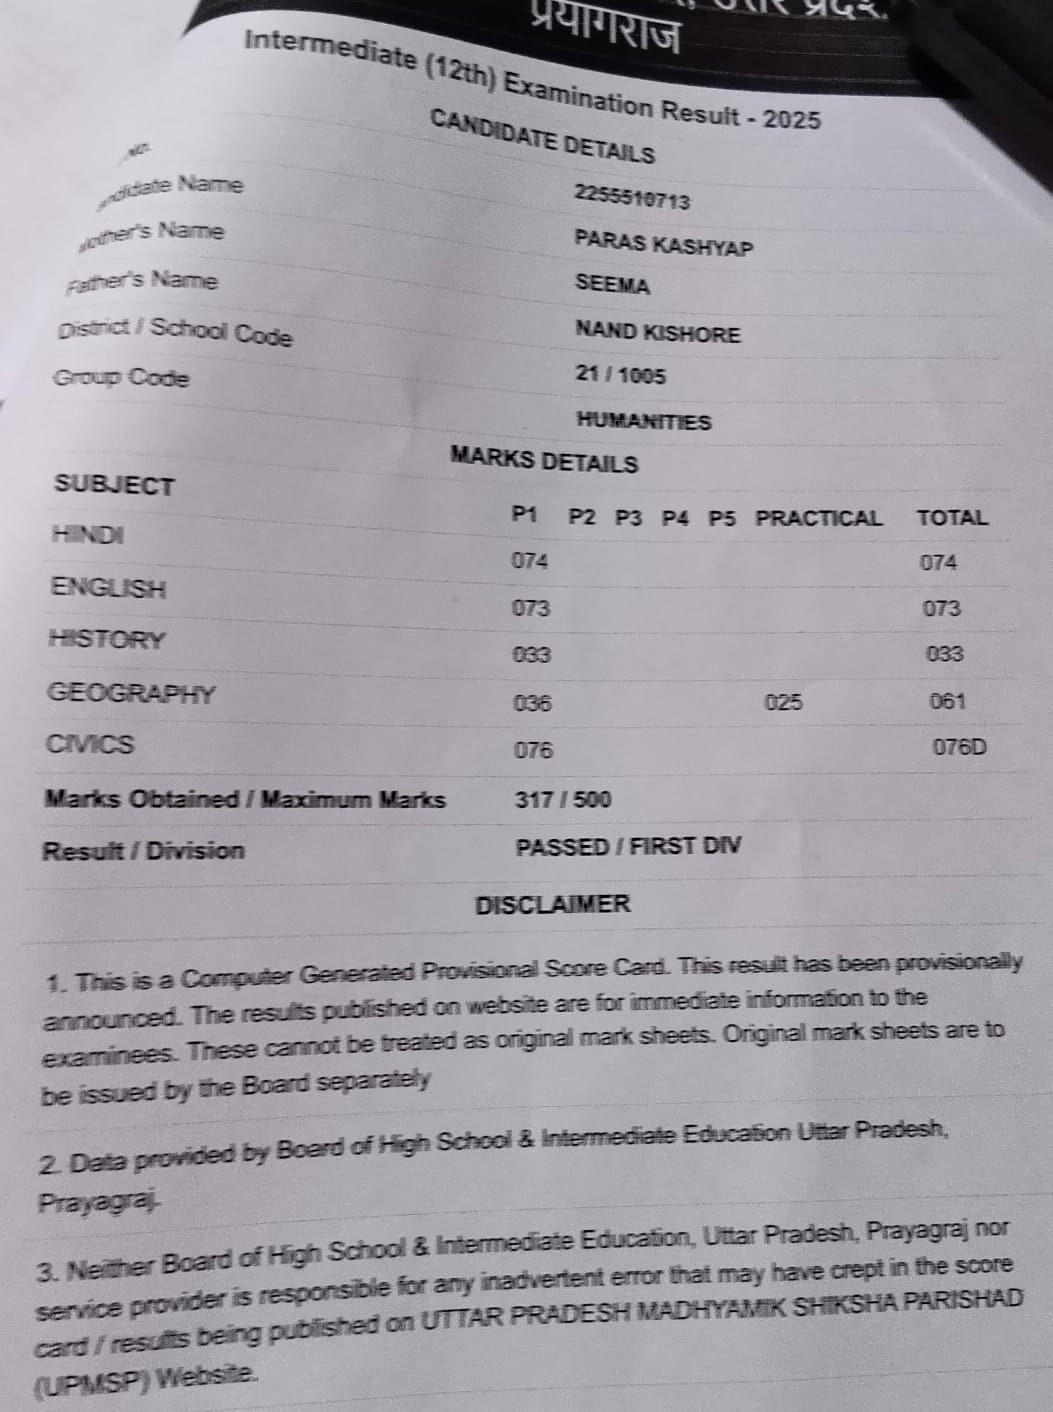 उत्तर प्रदेश,
प्रयागराज
Intermediate (12th) Examination Result - 2025
CANDIDATE DETAILS
No. 2255510713
ndidate Name PARAS KASHYAP
Mother's Name SEEMA
Father's Name NAND KISHORE
District / School Code 21 / 1005
Group Code HUMANITIES
MARKS DETAILS
SUBJECT P1 P2 P3 P4 P5 PRACTICAL TOTAL
HINDI 074 074
ENGLISH 073 073
HISTORY 033 033
GEOGRAPHY 036 025 061
CIVICS 076 076D
Marks Obtained / Maximum Marks 317 / 500
Result / Division PASSED / FIRST DIV
DISCLAIMER
1. This is a Computer Generated Provisional Score Card. This result has been provisionally
announced. The results published on website are for immediate information to the
examinees. These cannot be treated as original mark sheets. Original mark sheets are to
be issued by the Board separately
2. Data provided by Board of High School & Intermediate Education Uttar Pradesh,
Prayagraj.
3. Neither Board of High School & Intermediate Education, Uttar Pradesh, Prayagraj nor
service provider is responsible for any inadvertent error that may have crept in the score
card / results being published on UTTAR PRADESH MADHYAMIK SHIKSHA PARISHAD
(UPMSP) Website.